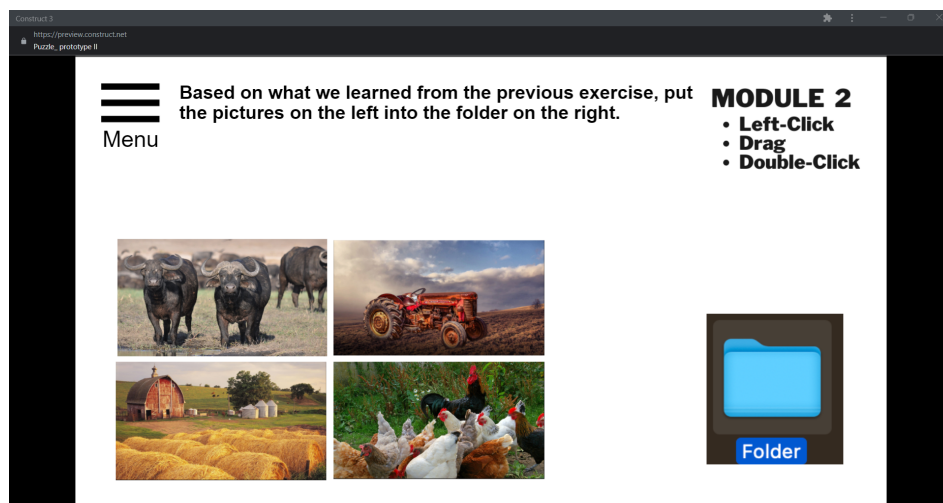 Construct 3
https://preview.construct.net
Puzzle_ prototype II
Menu
Based on what we learned from the previous exercise, put
the pictures on the left into the folder on the right.
MODULE 2
• Left-Click
• Drag
• Double-Click
Folder